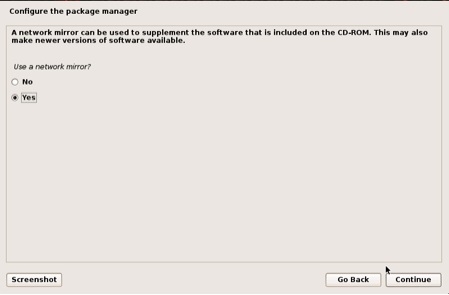 Configure the package manager
A network mirror can be used to supplement the software that is included on the CD-ROM. This may also
make newer versions of software available.
Use a network mirror?
No
Yes
Screenshot
Go Back
Continue